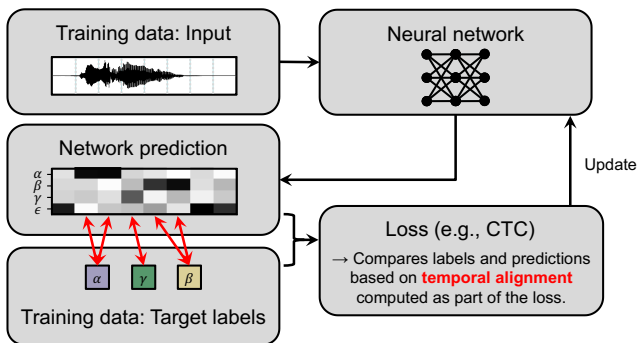 Training data: Input
Neural network
Network prediction
α
β
γ
ϵ
Update
Loss (e.g., CTC)
→ Compares labels and predictions
based on temporal alignment
computed as part of the loss.
α
γ
β
Training data: Target labels